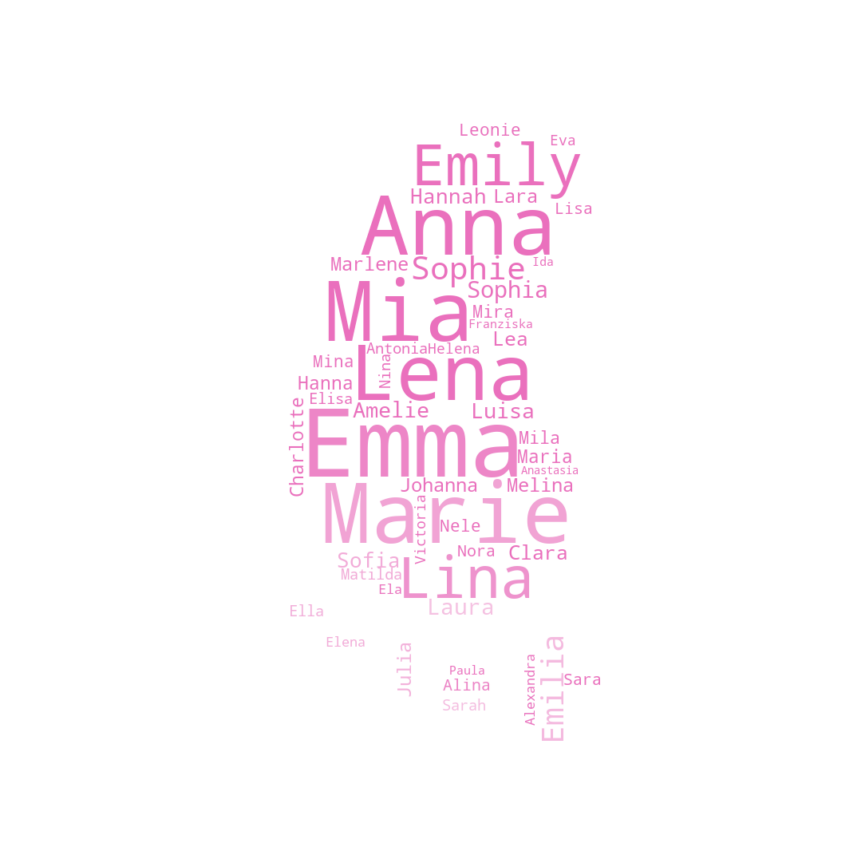 Leonie
Eva
Emily
Hannah Lara
Lisa
Anna
Marlene Sophie Ida
Sophia
Mia
Mira
Franziska
Lea
AntoniaHelena
Mina
Nina
Lena
Hanna
Elisa
Charlotte
Amelie Luisa
Emma
Mila
Maria
Anastasia
Johanna Melina
Marie
Victoria
Nele
Nora Clara
Sofia
Matilda
Lina
Ela
Ella
Laura
Elena
Julia
Paula
Alina
Sarah
Alexandra
Emilia
Sara